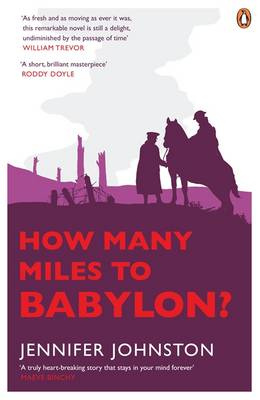 'As fresh and as moving as ever it was,
this remarkable novel is still a delight,
undiminished by the passage of time'
WILLIAM TREVOR
'A short, brilliant masterpiece'
RODDY DOYLE
HOW MANY
MILES TO
BABYLON?
JENNIFER JOHNSTON
'A truly heart-breaking story that stays in your mind forever'
MAEVE BINCHY